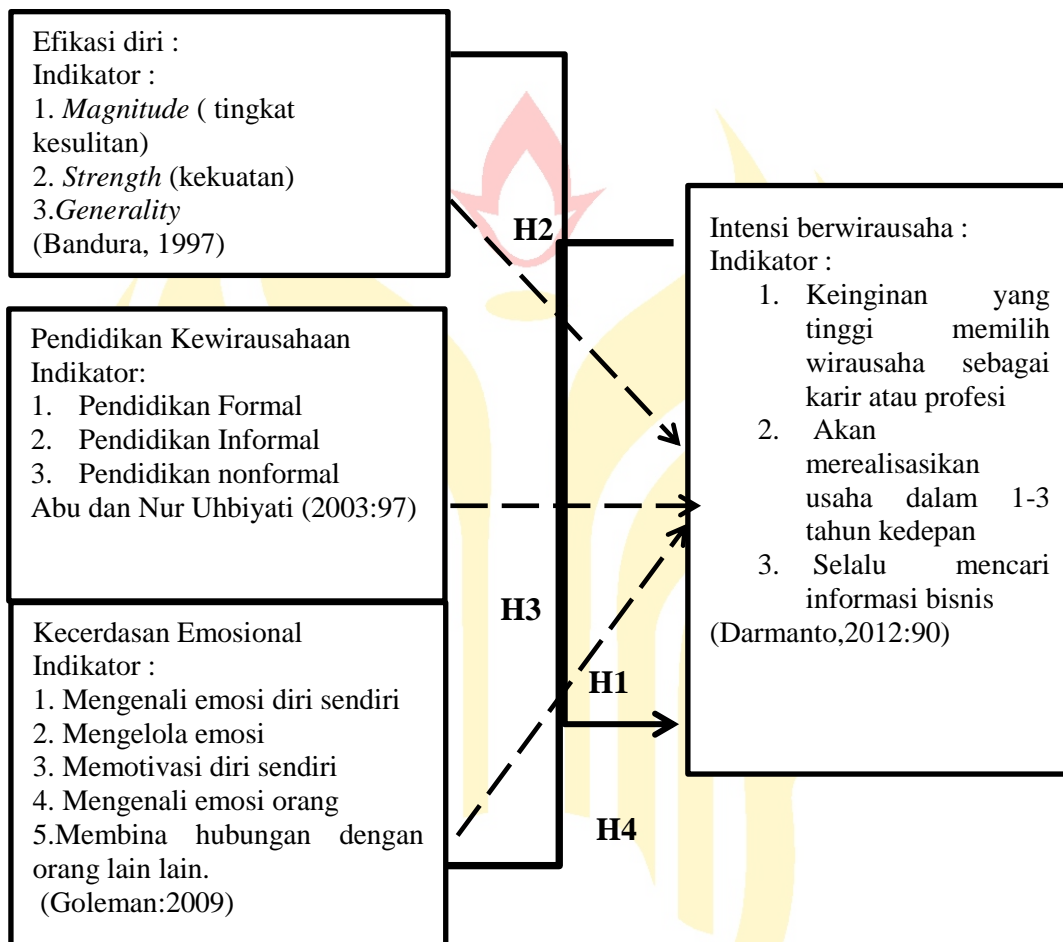 Efikasi diri :
Indikator :
1. Magnitude ( tingkat
kesulitan)
2. Strength (kekuatan)
3.Generality
(Bandura, 1997)
Pendidikan Kewirausahaan
Indikator:
1. Pendidikan Formal
2. Pendidikan Informal
3. Pendidikan nonformal
Abu dan Nur Uhbiyati (2003:97)
Kecerdasan Emosional
Indikator :
1. Mengenali emosi diri sendiri
2. Mengelola emosi
3. Memotivasi diri sendiri
4. Mengenali emosi orang
5.Membina hubungan dengan
orang lain lain.
(Goleman:2009)
H2
H3
H1
H4
Intensi berwirausaha :
Indikator :
1. Keinginan yang
tinggi memilih
wirausaha sebagai
karir atau profesi
2. Akan
merealisasikan
usaha dalam 1-3
tahun kedepan
3. Selalu mencari
informasi bisnis
(Darmanto,2012:90)